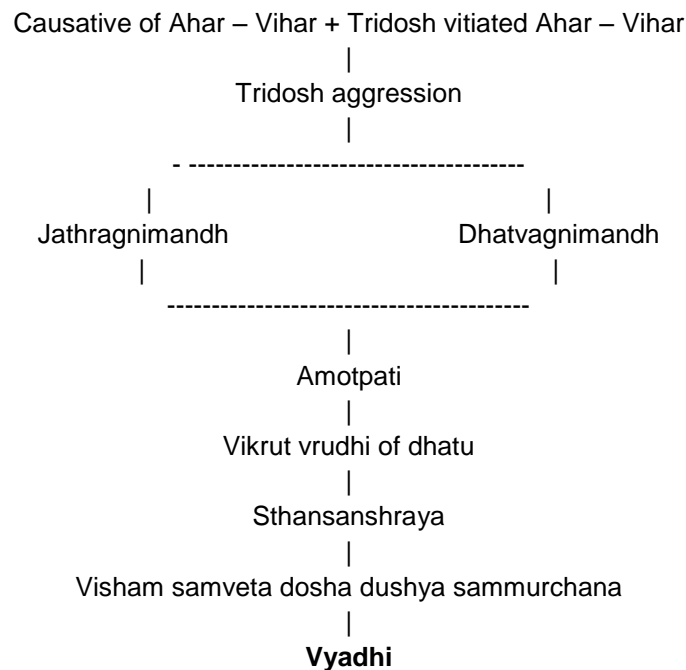 Causative of Ahar – Vihar + Tridosh vitiated Ahar – Vihar
|
Tridosh aggression
|
- --------------------------------------
| |
Jathragnimandh Dhatvagnimandh
| |
-----------------------------------------
|
Amotpati
|
Vikrut vrudhi of dhatu
|
Sthansanshraya
|
Visham samveta dosha dushya sammurchana
|
Vyadhi